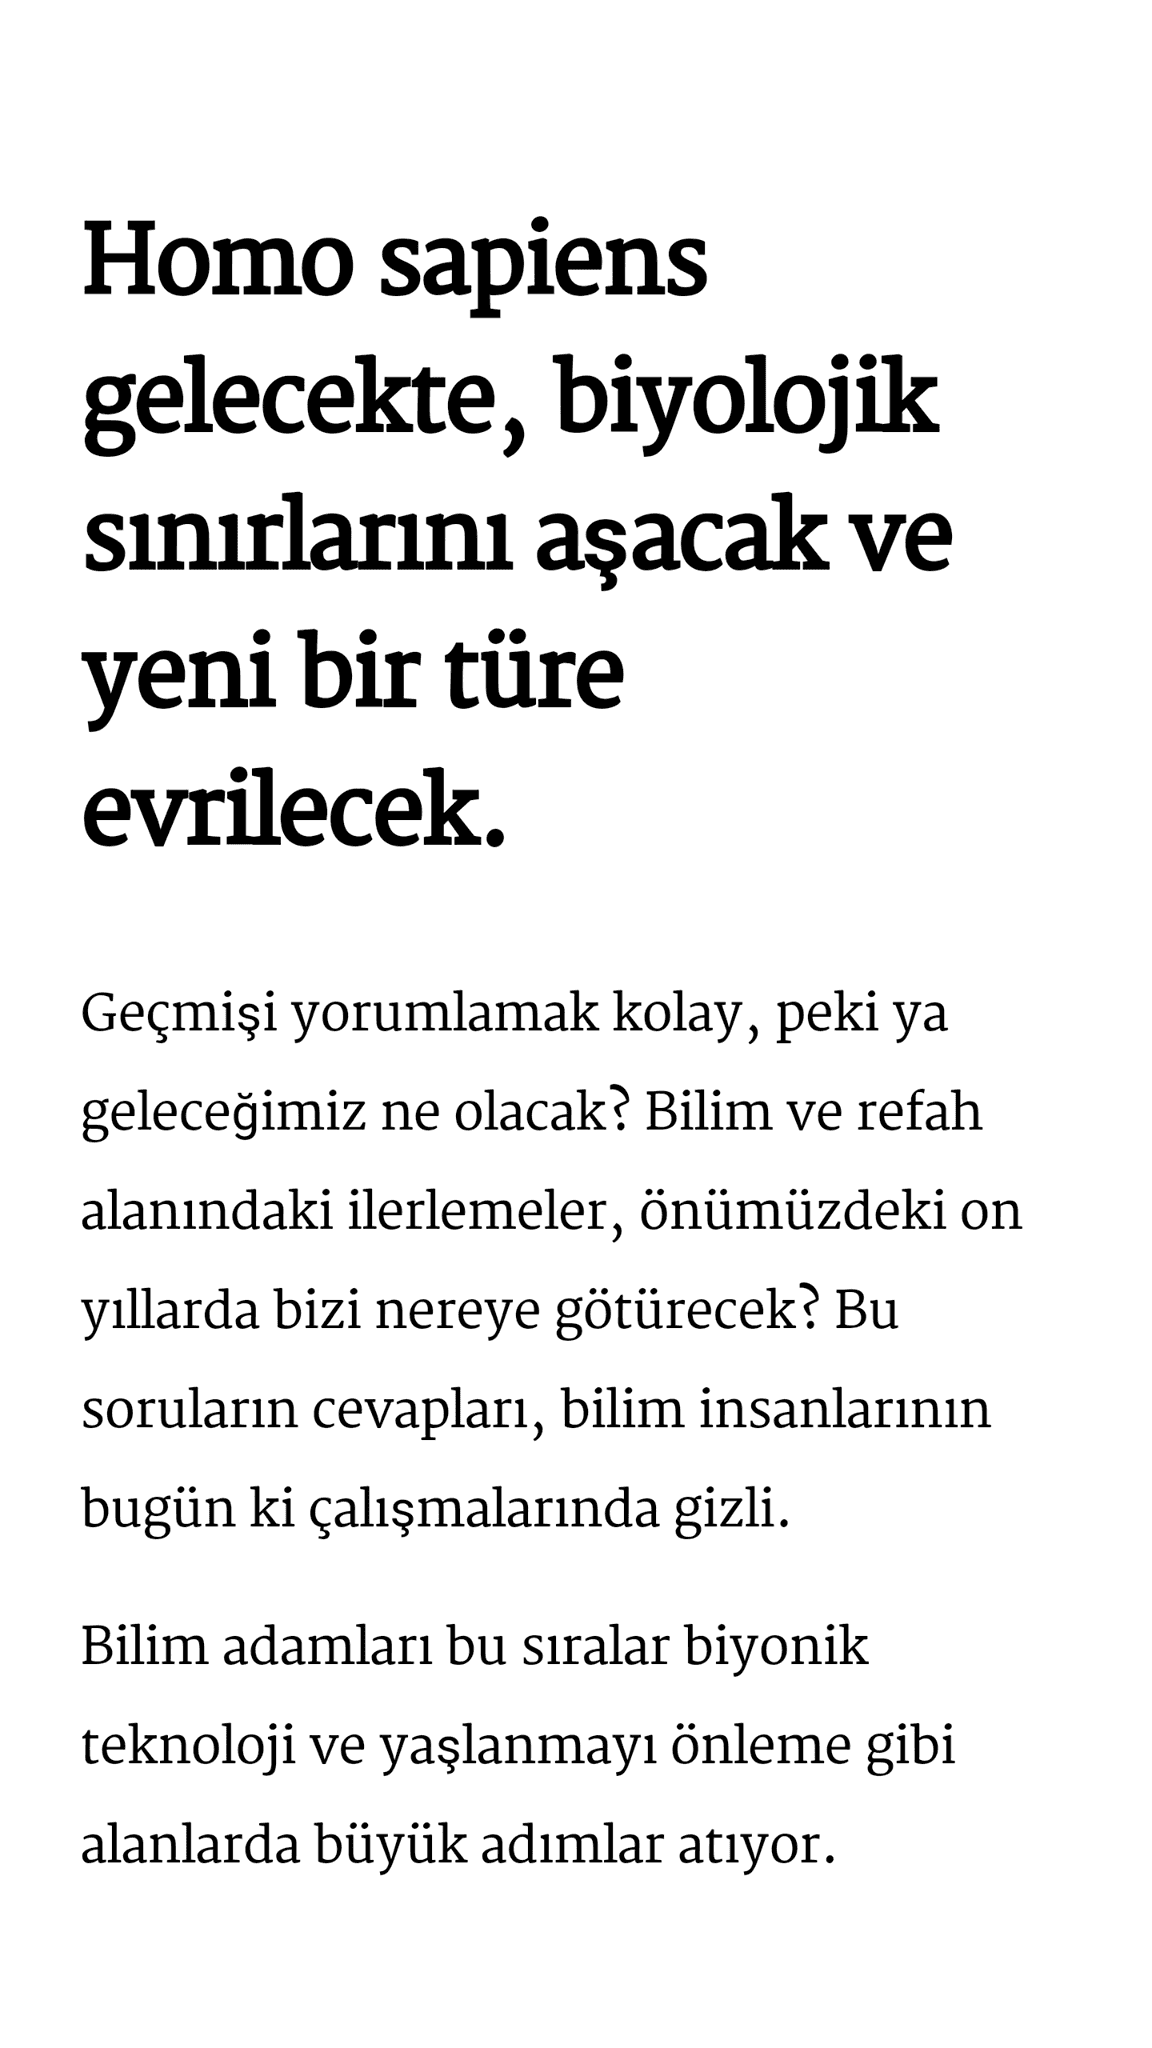 Homo sapiens
gelecekte, biyolojik
sınırlarını aşacak ve
yeni bir türe
evrilecek.
Geçmişi yorumlamak kolay, peki ya
geleceğimiz ne olacak? Bilim ve refah
alanındaki ilerlemeler, önümüzdeki on
yıllarda bizi nereye götürecek? Bu
soruların cevapları, bilim insanlarının
bugün ki çalışmalarında gizli.
Bilim adamları bu sıralar biyonik
teknoloji ve yaşlanmayı önleme gibi
alanlarda büyük adımlar atıyor.